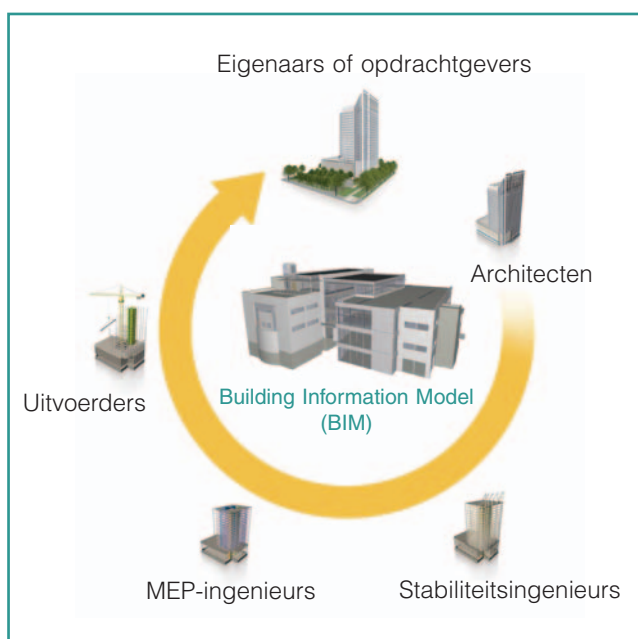 Eigenaars of opdrachtgevers
Architecten
Uitvoerders
Building Information Model
(BIM)
MEP-ingenieurs
Stabiliteitsingenieurs